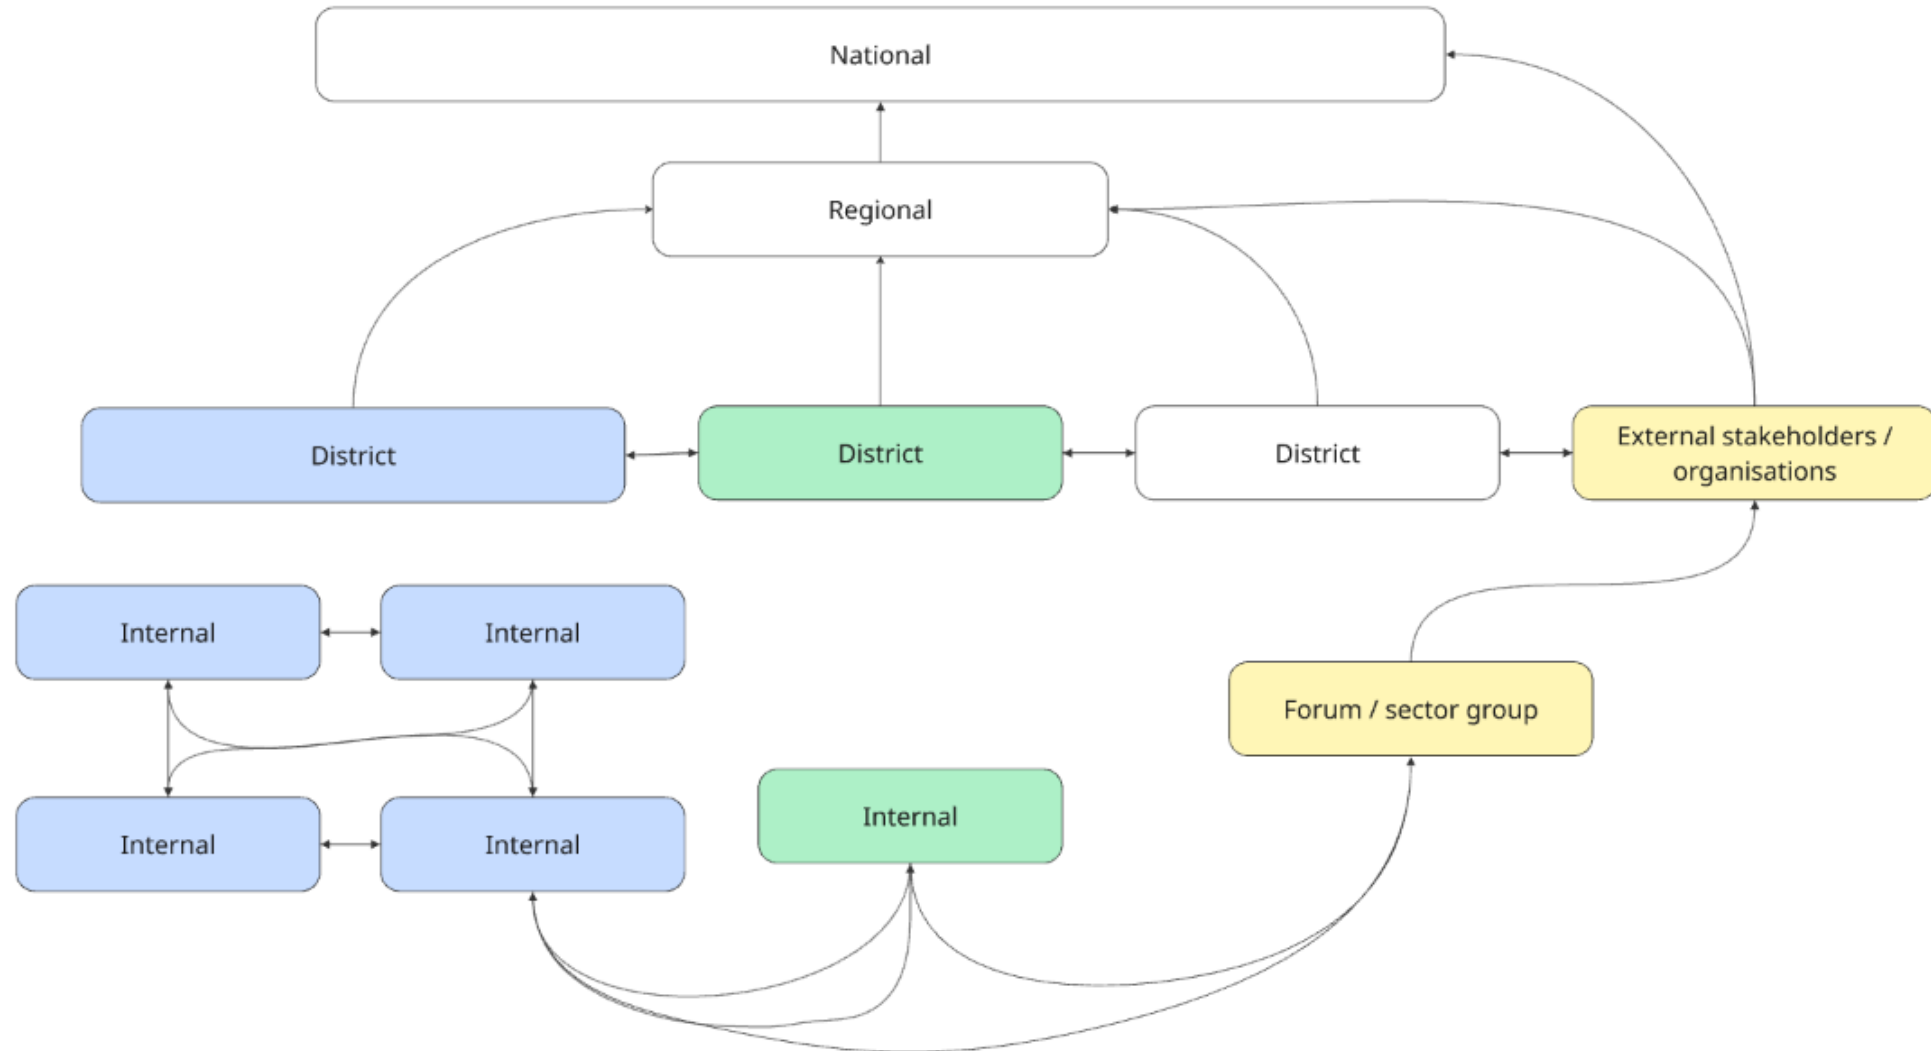 National
Regional
District
District
District
External stakeholders /
organisations
Internal
Internal
Forum / sector group
Internal
Internal
Internal